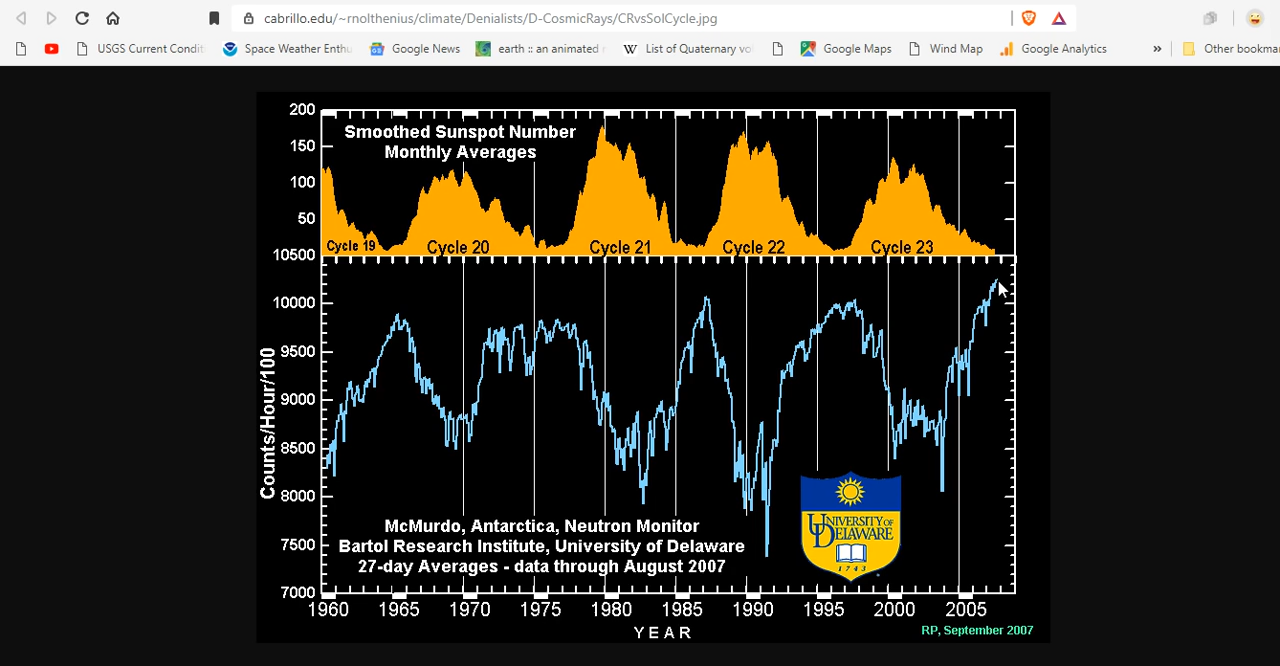 cabrillo.edu/~rnolthenius/climate/Denialists/D-CosmicRays/CRvsSolCycle.jpg
USGS Current Condit
Space Weather Enthu
Google News
earth :: an animated
W List of Quaternary vo
Google Maps
Wind Map
Google Analytics
»
Other bookma
200
150
100
50
Smoothed Sunspot Number
Monthly Averages
Cycle 19
Cycle 20
Cycle 21
Cycle 22
Cycle 23
10500
10000
9500
9000
8500
8000
7500
7000
Counts/Hour/100
McMurdo, Antarctica, Neutron Monitor
Bartol Research Institute, University of Delaware
27-day Averages - data through August 2007
UNIVERSITY OF
DELAWARE
1743
1960 1965 1970 1975 1980 1985 1990 1995 2000 2005
YEAR
RP, September 2007